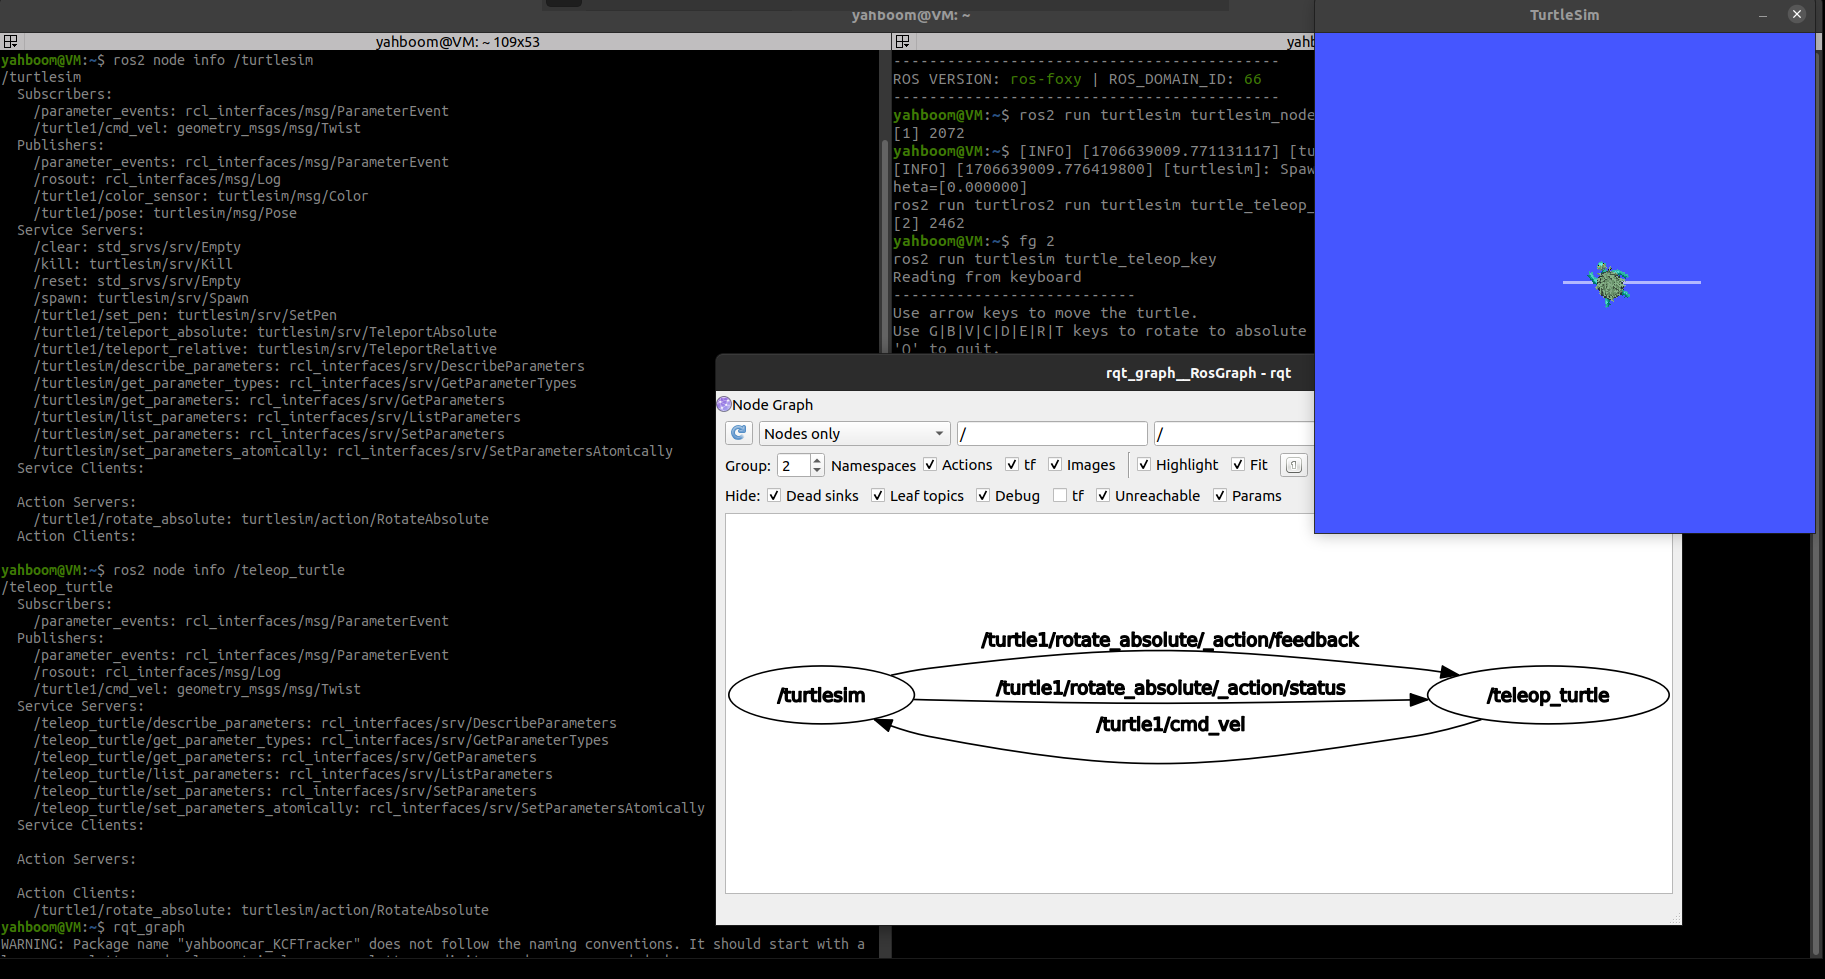 yahboom@VM: ~
yahboom@VM: ~ 109x53
yahboom@VM:~$ ros2 node info /turtlesim
/turtlesim
  Subscribers:
    /parameter_events: rcl_interfaces/msg/ParameterEvent
    /turtle1/cmd_vel: geometry_msgs/msg/Twist
  Publishers:
    /parameter_events: rcl_interfaces/msg/ParameterEvent
    /rosout: rcl_interfaces/msg/Log
    /turtle1/color_sensor: turtlesim/msg/Color
    /turtle1/pose: turtlesim/msg/Pose
  Service Servers:
    /clear: std_srvs/srv/Empty
    /kill: turtlesim/srv/Kill
    /reset: std_srvs/srv/Empty
    /spawn: turtlesim/srv/Spawn
    /turtle1/set_pen: turtlesim/srv/SetPen
    /turtle1/teleport_absolute: turtlesim/srv/TeleportAbsolute
    /turtle1/teleport_relative: turtlesim/srv/TeleportRelative
    /turtlesim/describe_parameters: rcl_interfaces/srv/DescribeParameters
    /turtlesim/get_parameter_types: rcl_interfaces/srv/GetParameterTypes
    /turtlesim/get_parameters: rcl_interfaces/srv/GetParameters
    /turtlesim/list_parameters: rcl_interfaces/srv/ListParameters
    /turtlesim/set_parameters: rcl_interfaces/srv/SetParameters
    /turtlesim/set_parameters_atomically: rcl_interfaces/srv/SetParametersAtomically
  Service Clients:
  Action Servers:
    /turtle1/rotate_absolute: turtlesim/action/RotateAbsolute
  Action Clients:
yahboom@VM:~$ ros2 node info /teleop_turtle
/teleop_turtle
  Subscribers:
    /parameter_events: rcl_interfaces/msg/ParameterEvent
  Publishers:
    /parameter_events: rcl_interfaces/msg/ParameterEvent
    /rosout: rcl_interfaces/msg/Log
    /turtle1/cmd_vel: geometry_msgs/msg/Twist
  Service Servers:
    /teleop_turtle/describe_parameters: rcl_interfaces/srv/DescribeParameters
    /teleop_turtle/get_parameter_types: rcl_interfaces/srv/GetParameterTypes
    /teleop_turtle/get_parameters: rcl_interfaces/srv/GetParameters
    /teleop_turtle/list_parameters: rcl_interfaces/srv/ListParameters
    /teleop_turtle/set_parameters: rcl_interfaces/srv/SetParameters
    /teleop_turtle/set_parameters_atomically: rcl_interfaces/srv/SetParametersAtomically
  Service Clients:
  Action Servers:
  Action Clients:
    /turtle1/rotate_absolute: turtlesim/action/RotateAbsolute
yahboom@VM:~$ rqt_graph
WARNING: Package name "yahboomcar_KCFTracker" does not follow the naming conventions. It should start with a
yahb
-------------------------------------------
ROS VERSION: ros-foxy | ROS_DOMAIN_ID: 66
-------------------------------------------
yahboom@VM:~$ ros2 run turtlesim turtlesim_node
[1] 2072
yahboom@VM:~$ [INFO] [1706639009.771131117] [tu
[INFO] [1706639009.776419800] [turtlesim]: Spaw
heta=[0.000000]
ros2 run turtlros2 run turtlesim turtle_teleop_
[2] 2462
yahboom@VM:~$ fg 2
ros2 run turtlesim turtle_teleop_key
Reading from keyboard
---------------------------
Use arrow keys to move the turtle.
Use G|B|V|C|D|E|R|T keys to rotate to absolute
'Q' to quit.
TurtleSim
rqt_graph__RosGraph - rqt
Node Graph
Nodes only / /
Group: 2 Namespaces Actions tf Images Highlight Fit
Hide: Dead sinks Leaf topics Debug tf Unreachable Params
/turtle1/rotate_absolute/_action/feedback
/turtle1/rotate_absolute/_action/status
/turtlesim
/teleop_turtle
/turtle1/cmd_vel